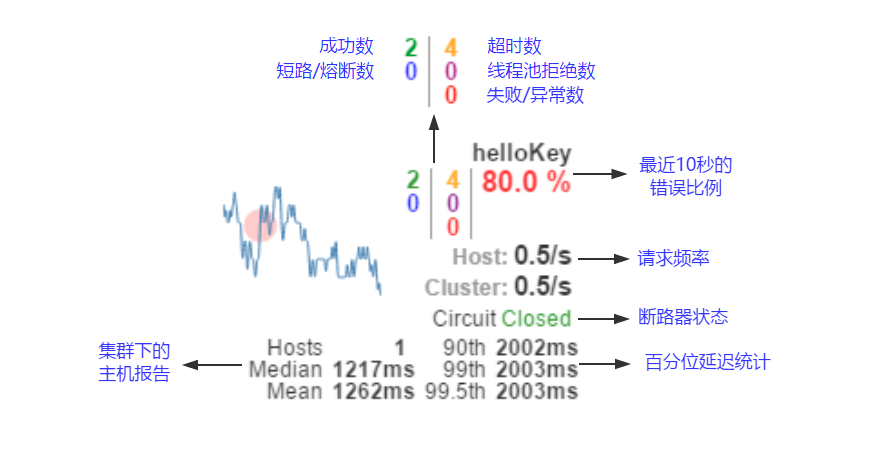 成功数 2 4 超时数
短路/熔断数 0 0 线程池拒绝数
0 失败/异常数
helloKey
2 4 80.0 %
0 0
0
最近10秒的
错误比例
Host: 0.5/s
请求频率
Cluster: 0.5/s
Circuit Closed
断路器状态
集群下的
主机报告
Hosts 1 90th 2002ms
Median 1217ms 99th 2003ms
Mean 1262ms 99.5th 2003ms
百分位延迟统计